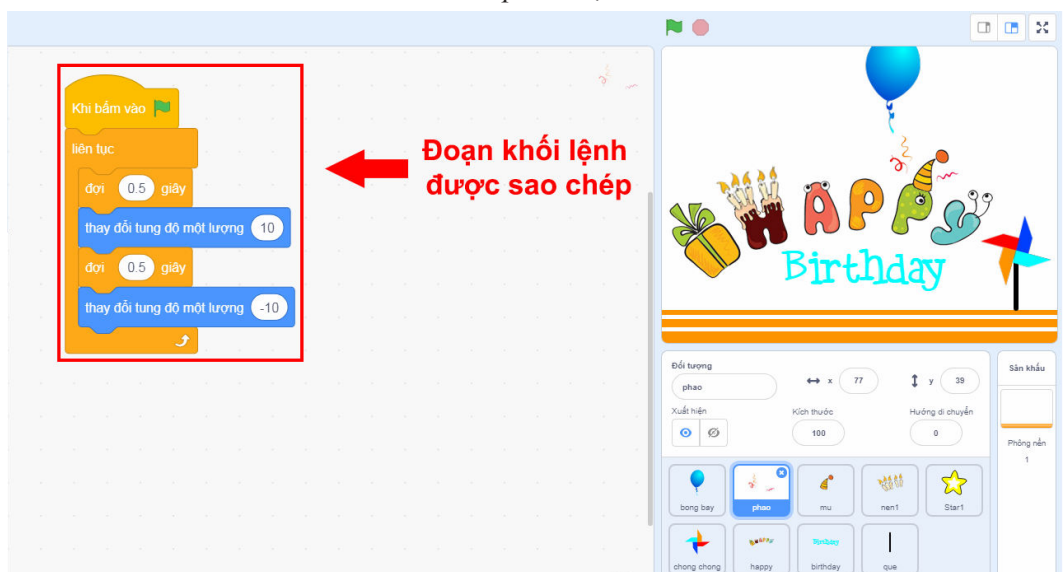 Khi bấm vào
liên tục
đợi 0.5 giây
thay đổi tung độ một lượng 10
đợi 0.5 giây
thay đổi tung độ một lượng -10
Đoạn khối lệnh
được sao chép
HAPPy
Birthday
Đối tượng
phao
x 77
y 39
Xuất hiện
Kích thước
100
Hướng di chuyển
0
Sân khấu
Phông nền
1
bong bay
phao
mu
nen1
Star1
chong chong
happy
birthday
que